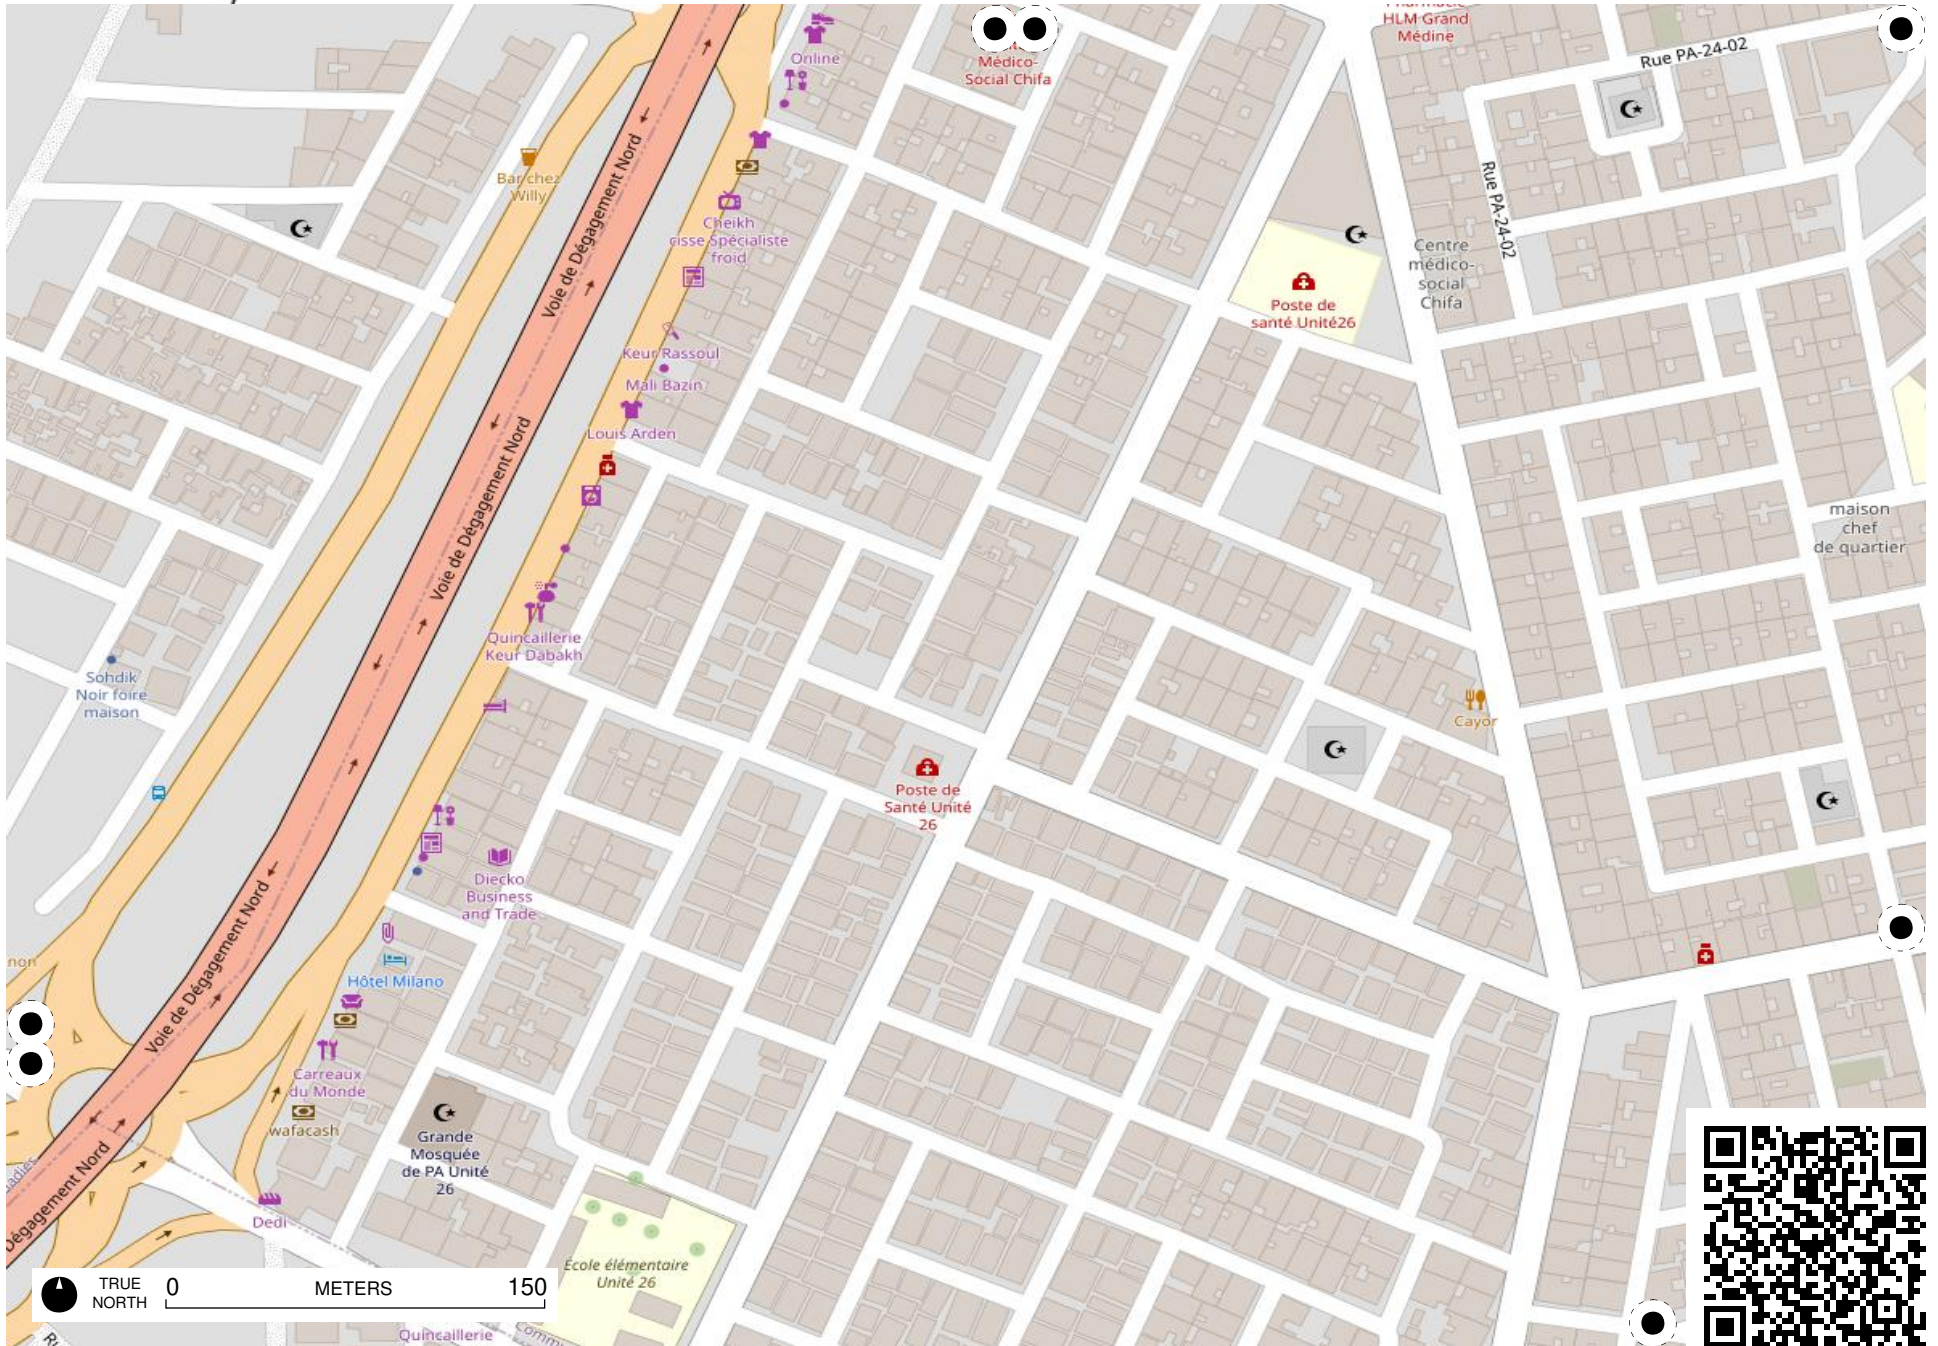 HLM Grand
Médine
Online
Médico-
Social Chifa
Rue PA-24-02
Bar chez
Willy
Voie de Dégagement Nord
Rue PA-24-02
Cheikh
cisse Spécialiste
froid
Centre
médico-
social
Chifa
Poste de
santé Unité26
Keur Rassoul
Mali Bazin
Louis Arden
Voie de Dégagement Nord
maison
chef
de quartier
Quincaillerie
Keur Dabakh
Sohdik
Noir foire
maison
Cayor
Poste de
Santé Unité
26
Diecko
Business
and Trade
Voie de Dégagement Nord
non
Hôtel Milano
Carreaux
du Monde
wafacash
Grande
Mosquée
de PA Unité
26
Dégagement Nord
Dedi
École élémentaire
Unité 26
TRUE
NORTH
0 METERS 150
Quincaillerie